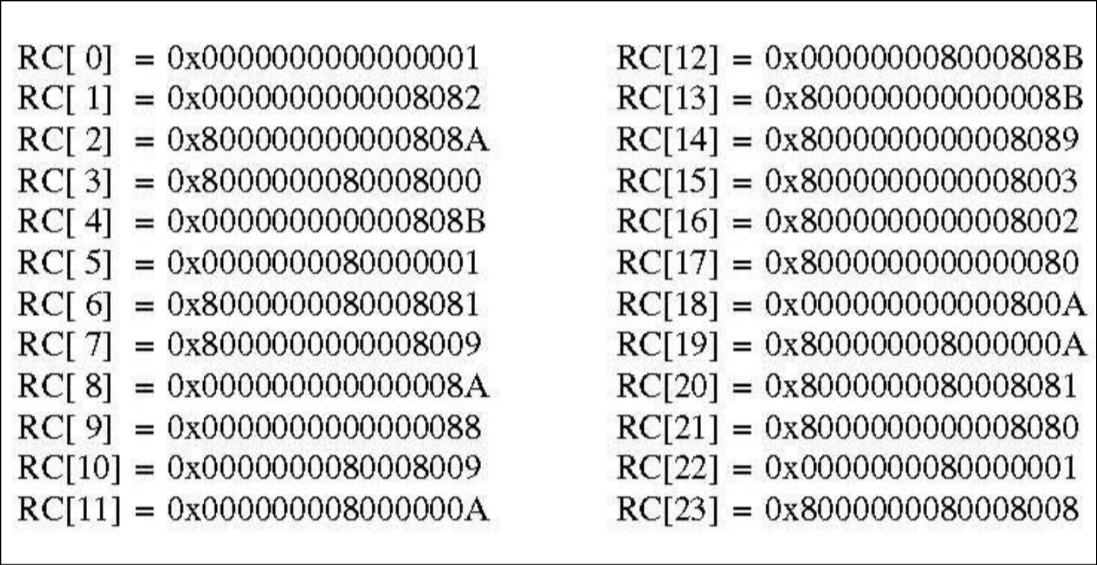 RC[ 0] = 0x0000000000000001
RC[ 1] = 0x0000000000008082
RC[ 2] = 0x800000000000808A
RC[ 3] = 0x8000000080008000
RC[ 4] = 0x000000000000808B
RC[ 5] = 0x0000000080000001
RC[ 6] = 0x8000000080008081
RC[ 7] = 0x8000000000008009
RC[ 8] = 0x000000000000008A
RC[ 9] = 0x0000000000000088
RC[10] = 0x0000000080008009
RC[11] = 0x000000008000000A
RC[12] = 0x000000008000808B
RC[13] = 0x800000000000008B
RC[14] = 0x8000000000008089
RC[15] = 0x8000000000008003
RC[16] = 0x8000000000008002
RC[17] = 0x8000000000000080
RC[18] = 0x000000000000800A
RC[19] = 0x800000008000000A
RC[20] = 0x8000000080008081
RC[21] = 0x8000000000008080
RC[22] = 0x0000000080000001
RC[23] = 0x8000000080008008